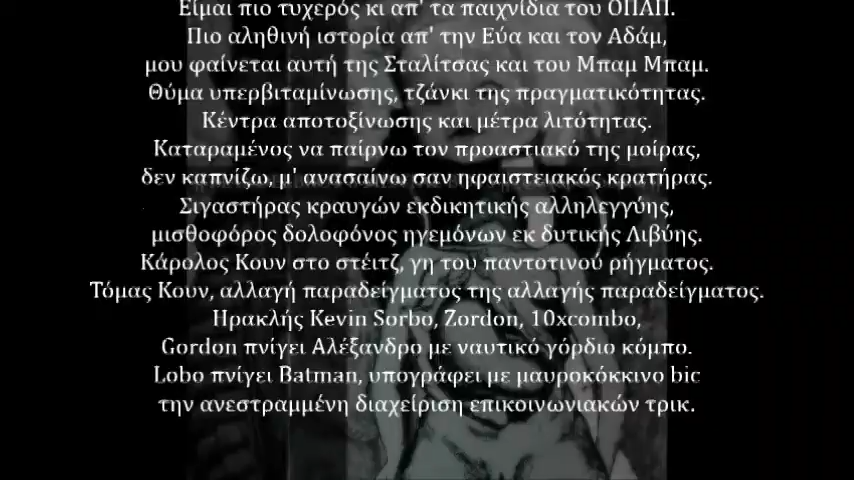 Είμαι πιο τυχερός κι απ' τα παιχνίδια του ΟΠΑΠ.
Πιο αληθινή ιστορία απ' την Εύα και τον Αδάμ,
μου φαίνεται αυτή της Σταλίτσας και του Μπαμ Μπαμ.
Θύμα υπερβιταμίνωσης, τζάνκι της πραγματικότητας.
Κέντρα αποτοξίνωσης και μέτρα λιτότητας.
Καταραμένος να παίρνω τον προαστιακό της μοίρας,
δεν καπνίζω, μ' ανασαίνω σαν ηφαιστειακός κρατήρας.
Σιγαστήρας κραυγών εκδικητικής αλληλεγγύης,
μισθοφόρος δολοφόνος ηγεμόνων εκ δυτικής Λιβύης.
Κάρολος Κουν στο στέιτζ, γη του παντοτινού ρήγματος.
Τόμας Κουν, αλλαγή παραδείγματος της αλλαγής παραδείγματος.
Ηρακλής Kevin Sorbo, Zordon, 10xcombo,
Gordon πνίγει Αλέξανδρο με ναυτικό γόρδιο κόμπο.
Lobo πνίγει Batman, υπογράφει με μαυροκόκκινο bic
την ανεστραμμένη διαχείριση επικοινωνιακών τρικ.